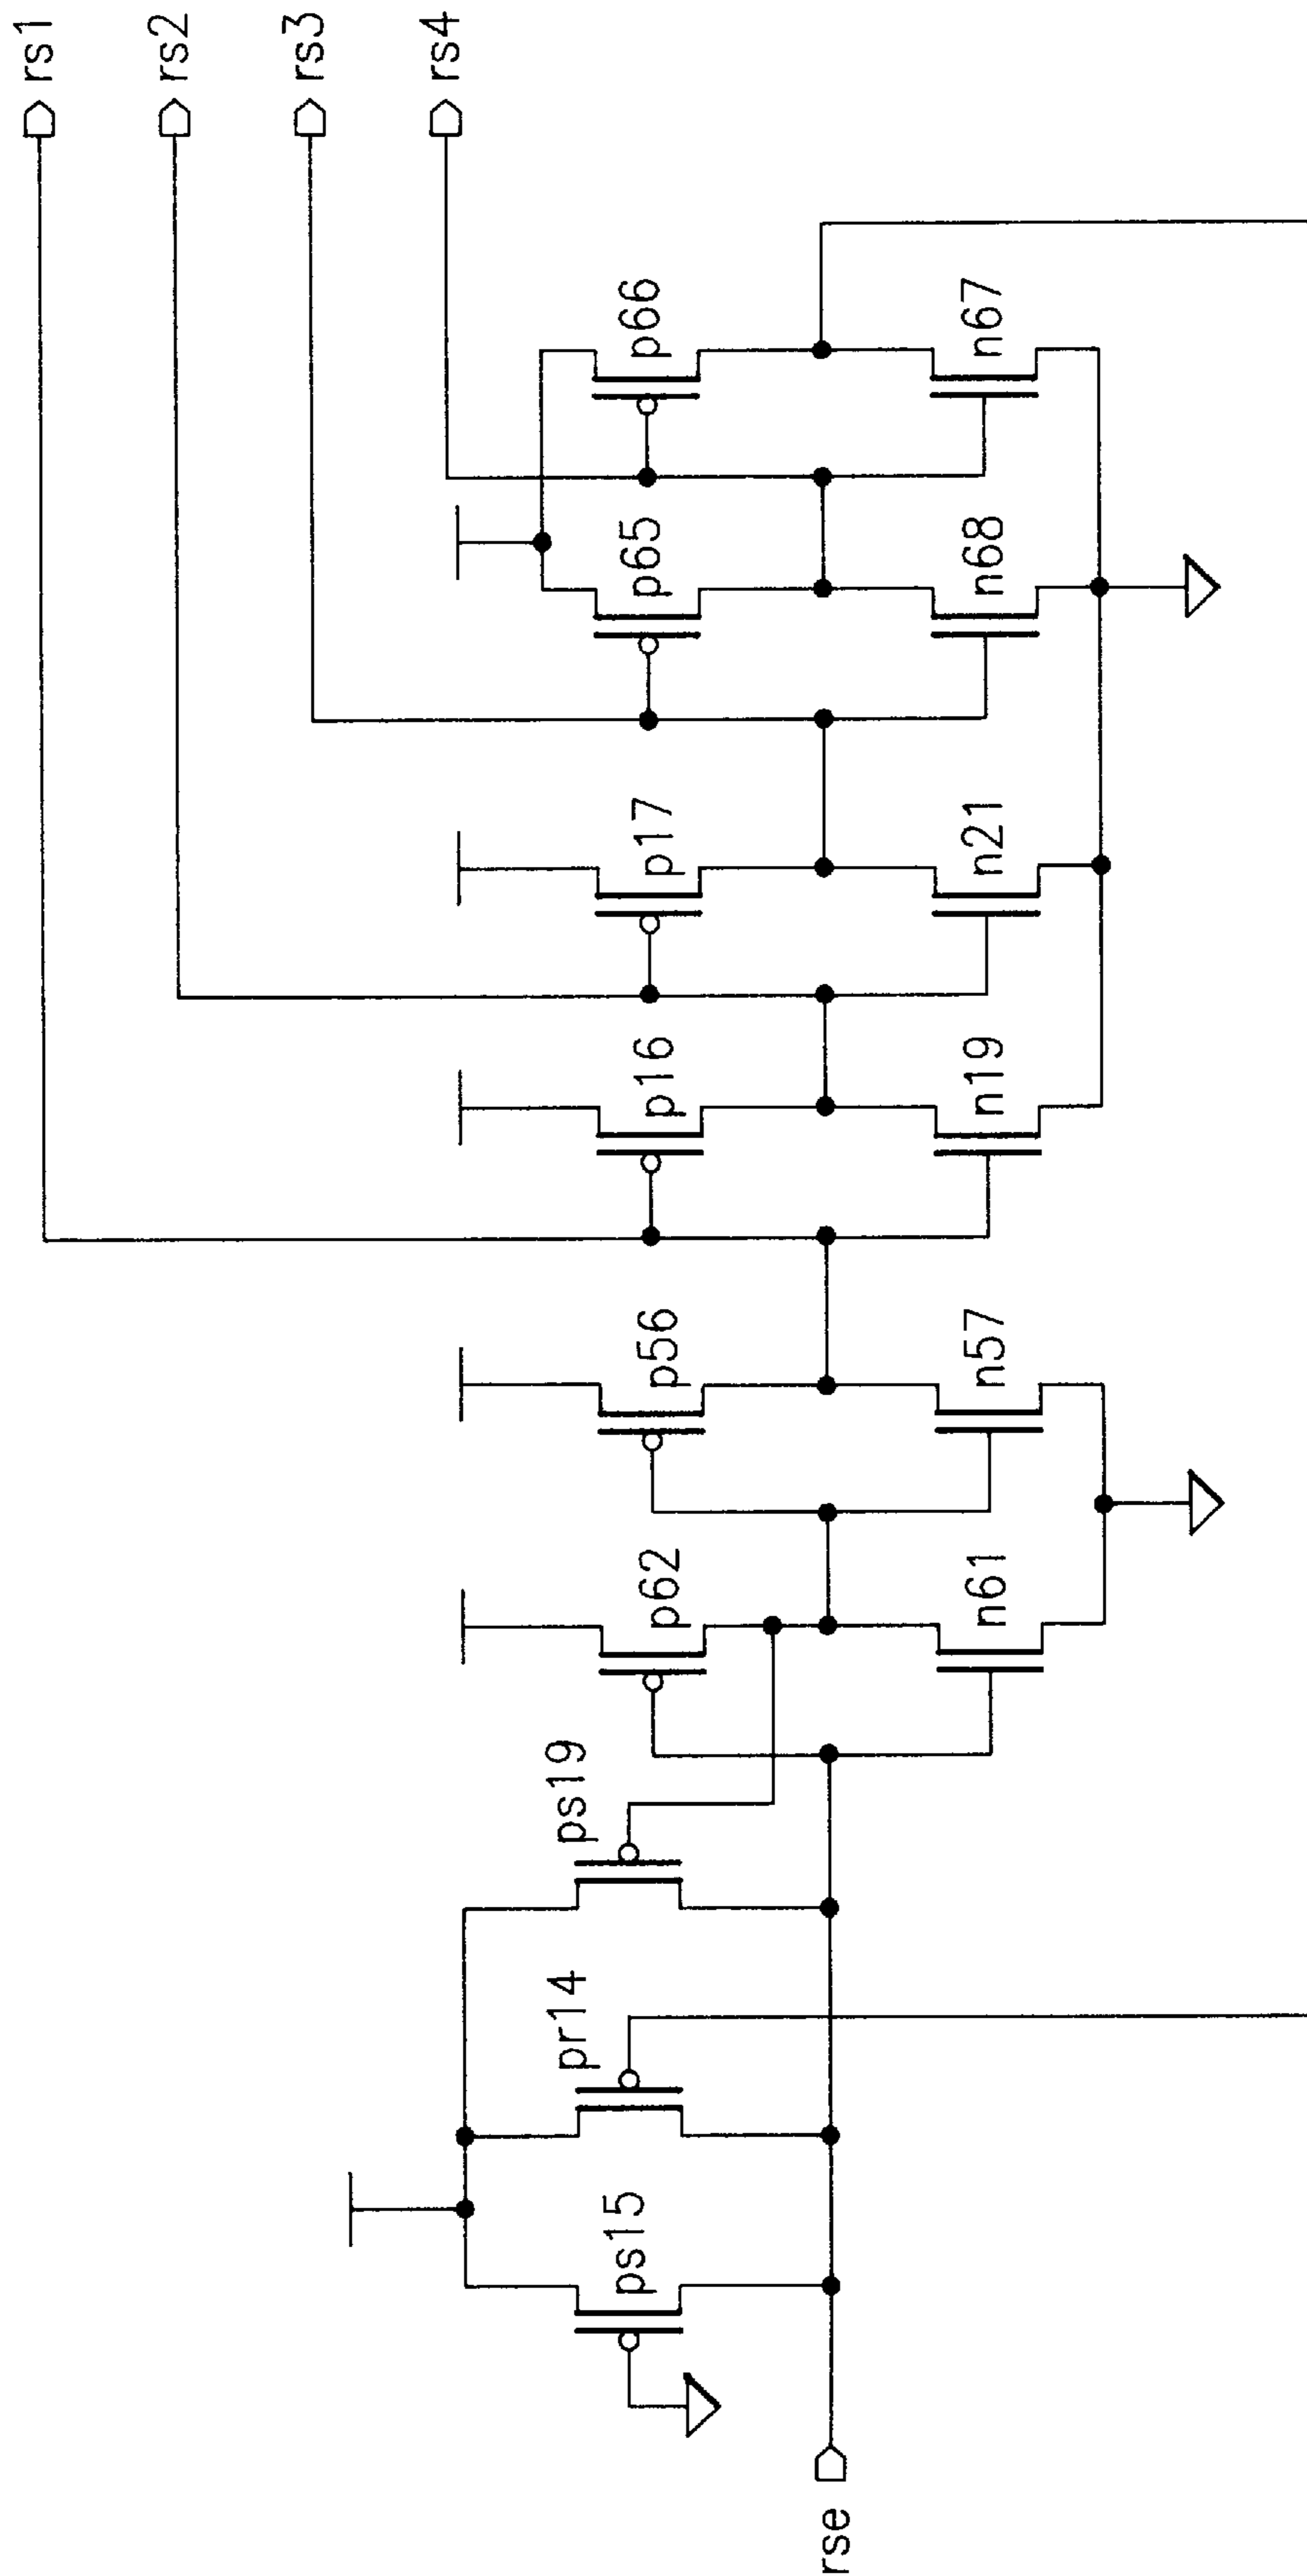 rs1
rs2
rs3
rs4
p66
n67
p65
n68
p17
n21
p16
n19
p56
n57
p62
n61
ps19
pr14
ps15
rse